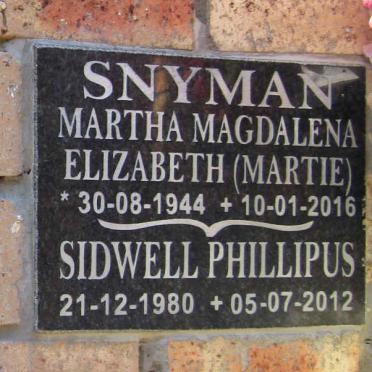 SNYMAN
MARTHA MAGDALENA
ELIZABETH (MARTIE)
* 30-08-1944 + 10-01-2016
SIDWELL PHILLIPUS
21-12-1980 + 05-07-2012